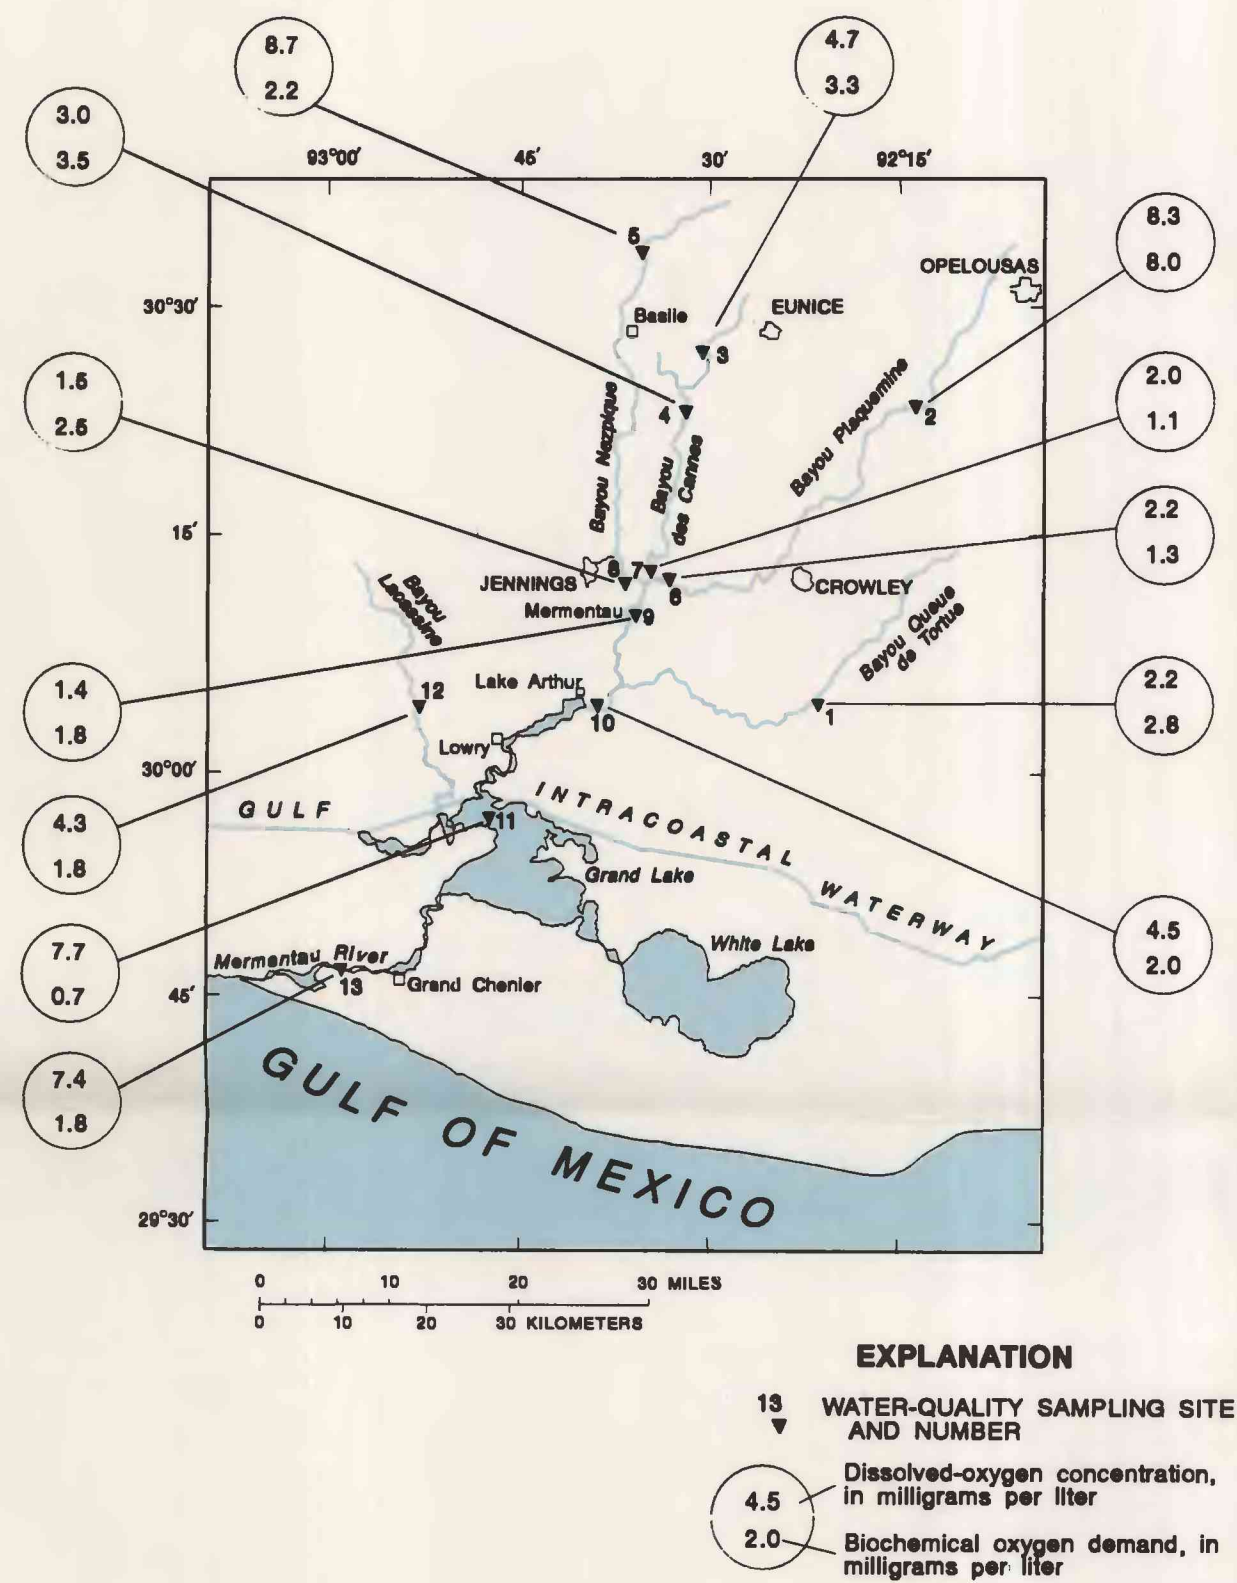 8.7
2.2
4.7
3.3
3.0
3.5
93°00′ 45′ 30′ 92°15′
8.3
8.0
5
OPELOUSAS
30°30′
Basile
EUNICE
3
1.5
2.5
2.0
1.1
4
2
Bayou Nezpique
Bayou
des Cannes
Bayou Plaquemine
2.2
1.3
15′
8 7
JENNINGS
6
CROWLEY
Mermentau
9
Bayou
Lacassine
Bayou Queue
de Tortue
1.4
1.8
12
Lake Arthur
10
1
2.2
2.8
Lowry
30°00′
GULF INTRACOASTAL WATERWAY
4.3
1.8
11
Grand Lake
4.5
2.0
7.7
0.7
White Lake
Mermentau River
13
Grand Chenier
45′
7.4
1.8
GULF OF MEXICO
29°30′
0 10 20 30 MILES
0 10 20 30 KILOMETERS
EXPLANATION
13 WATER-QUALITY SAMPLING SITE
AND NUMBER
4.5 Dissolved-oxygen concentration,
in milligrams per liter
2.0 Biochemical oxygen demand, in
milligrams per liter